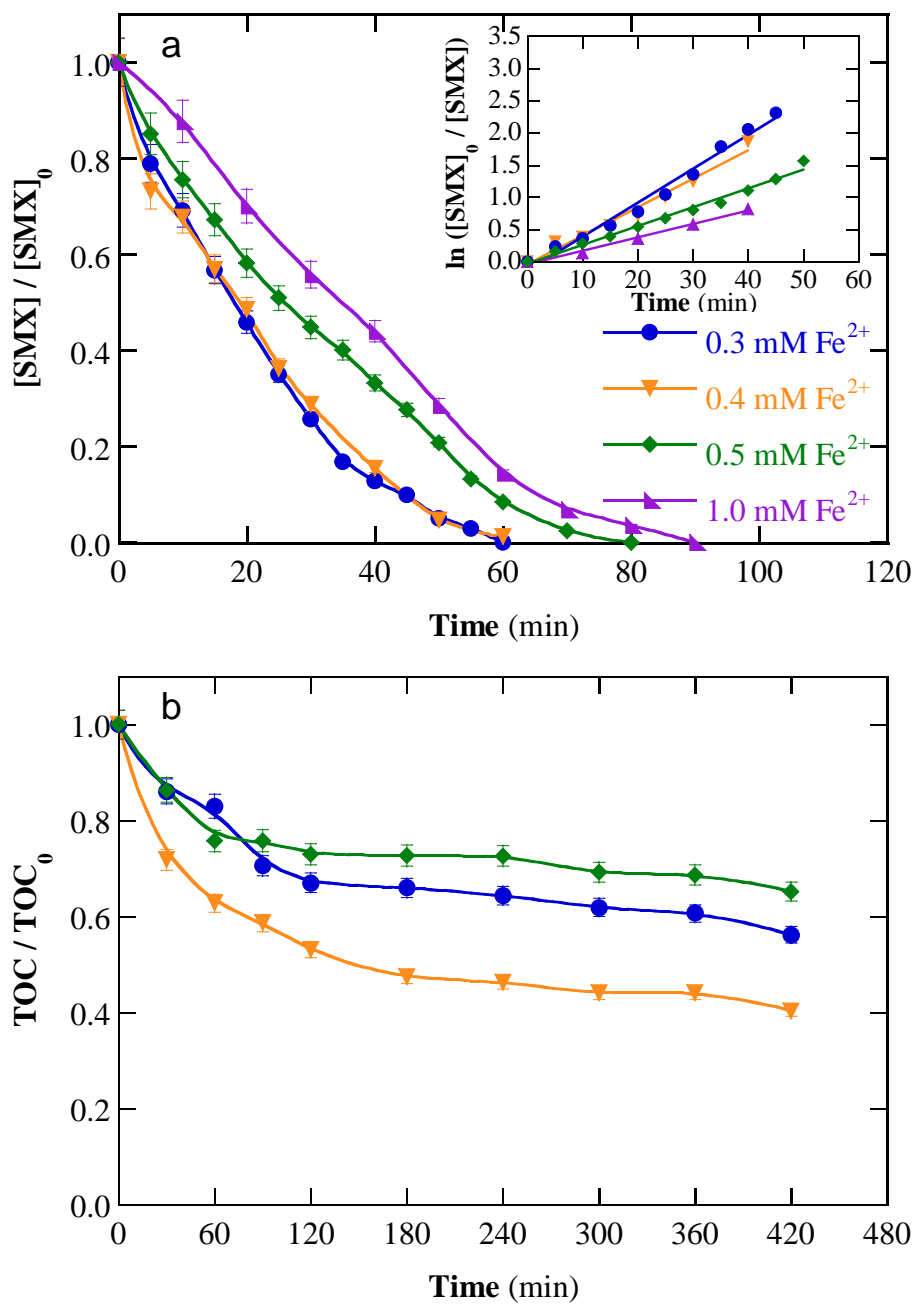 a
1.0
0.8
0.6
0.4
0.2
0.0
[SMX] / [SMX]0
0 20 40 60 80 100 120
Time (min)
3.5
3.0
2.5
2.0
1.5
1.0
0.5
0.0
ln ([SMX]0 / [SMX])
0 10 20 30 40 50 60
Time (min)
0.3 mM Fe2+
0.4 mM Fe2+
0.5 mM Fe2+
1.0 mM Fe2+
b
1.0
0.8
0.6
0.4
0.2
0.0
TOC / TOC0
0 60 120 180 240 300 360 420 480
Time (min)